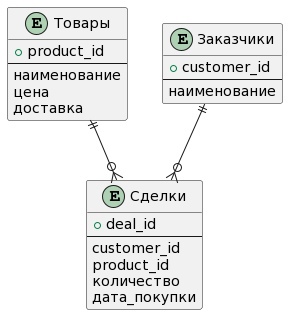 E Товары
product_id
наименование
цена
доставка
E Заказчики
customer_id
наименование
E Сделки
deal_id
customer_id
product_id
количество
дата_покупки